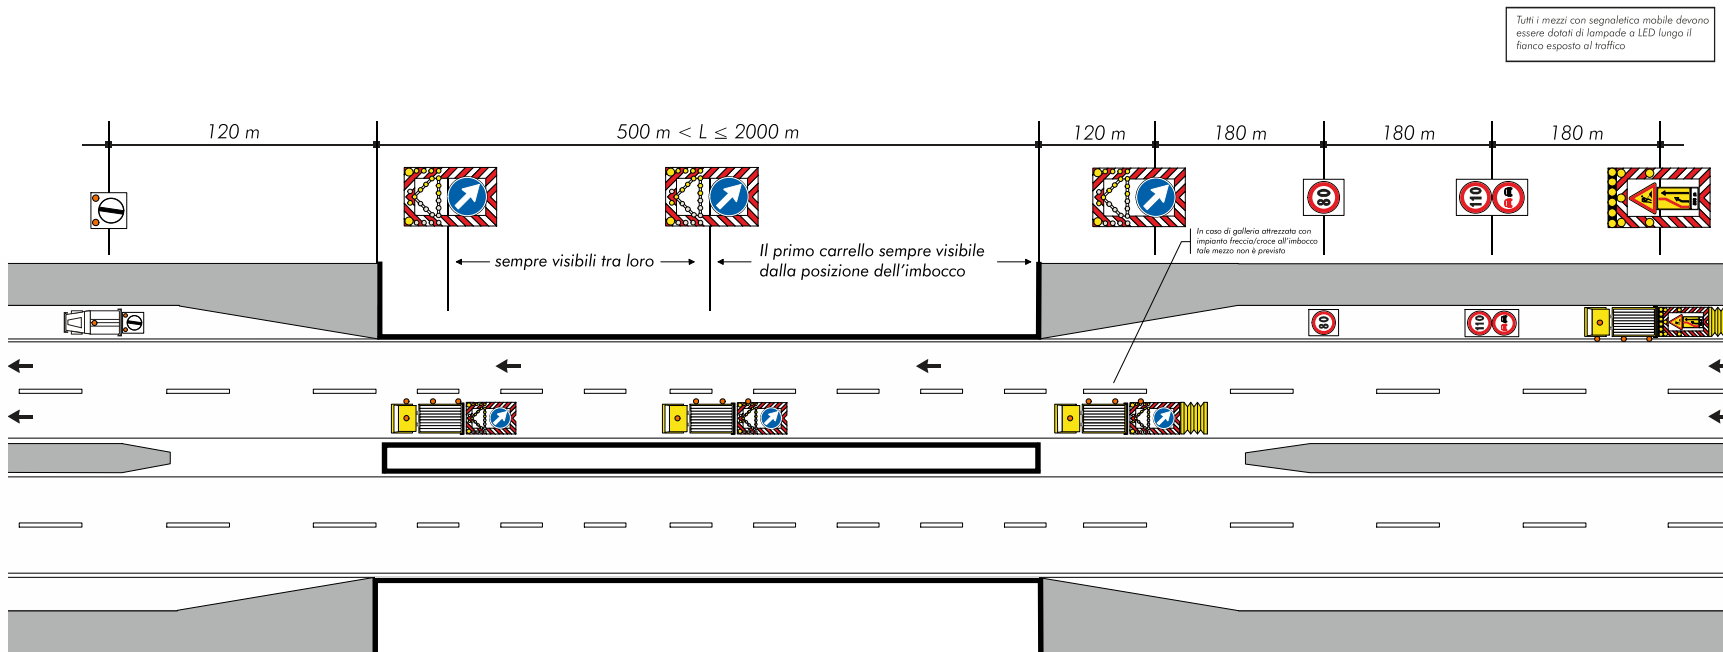 Tutti i mezzi con segnaletica mobile devono
essere dotati di lampade a LED lungo il
fianco esposto al traffico
120 m
500 m < L ≤ 2000 m
120 m
180 m
180 m
180 m
80
110
In caso di galleria attrezzata con
impianto freccia/croce all'imbocco
tale mezzo non è previsto
sempre visibili tra loro
Il primo carrello sempre visibile
dalla posizione dell'imbocco
80
110